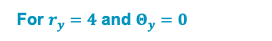 For r_y = 4 and Θ_y = 0